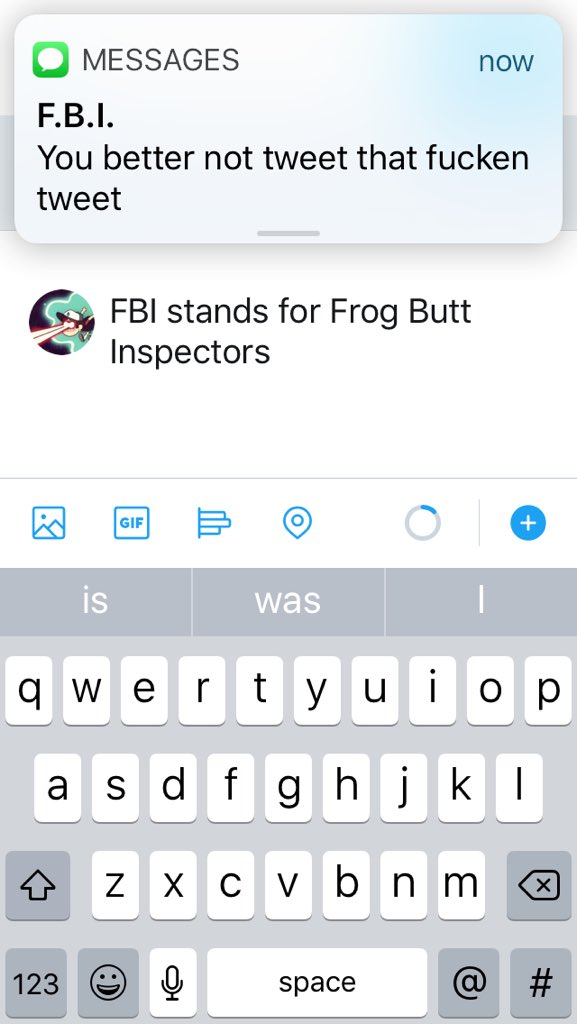 MESSAGES now
F.B.I.
You better not tweet that fucken
tweet
FBI stands for Frog Butt
Inspectors
GIF
is was I
q w e r t y u i o p
a s d f g h j k l
z x c v b n m
123 space @ #